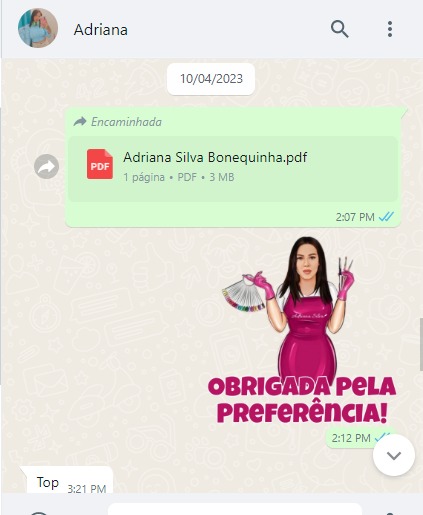 Adriana
10/04/2023
Encaminhada
PDF
Adriana Silva Bonequinha.pdf
1 página • PDF • 3 MB
2:07 PM
Adriana Silva
OBRIGADA PELA
PREFERÊNCIA!
2:12 PM
Top
3:21 PM